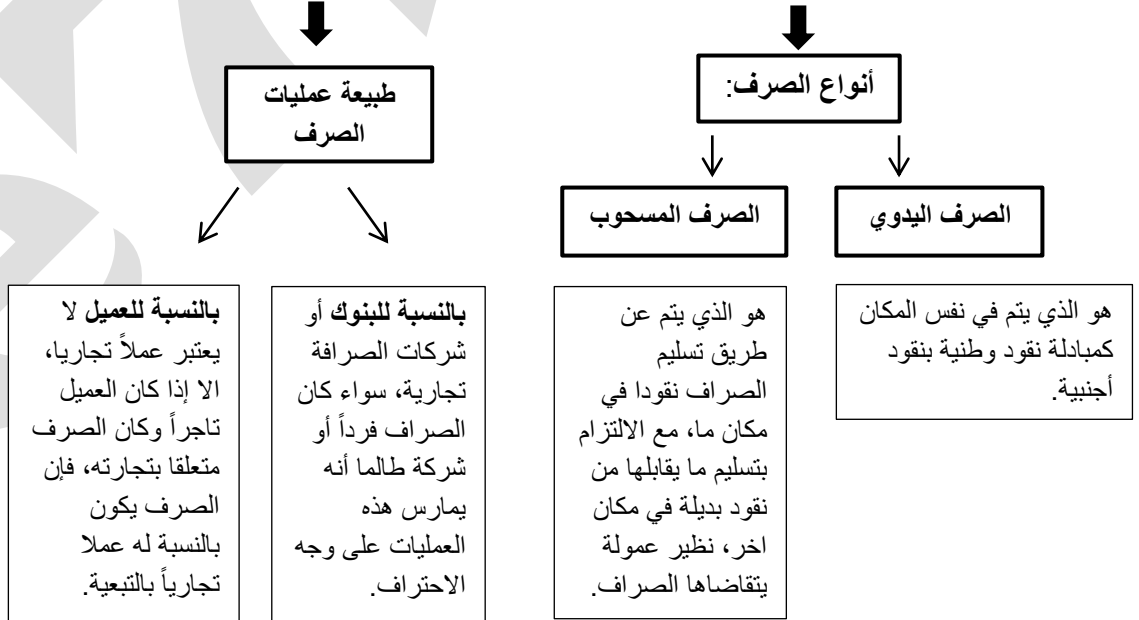 أنواع الصرف:
الصرف اليدوي
هو الذي يتم في نفس المكان
كمبادلة نقود وطنية بنقود
أجنبية.
الصرف المسحوب
هو الذي يتم عن
طريق تسليم
الصراف نقودا في
مكان ما، مع الالتزام
بتسليم ما يقابلها من
نقود بديلة في مكان
اخر، نظير عمولة
يتقاضاها الصراف.
طبيعة عمليات
الصرف
بالنسبة للبنوك أو
شركات الصرافة
تجارية، سواء كان
الصراف فرداً أو
شركة طالما أنه
يمارس هذه
العمليات على وجه
الاحتراف.
بالنسبة للعميل لا
يعتبر عملاً تجاريا،
الا إذا كان العميل
تاجراً وكان الصرف
متعلقا بتجارته، فإن
الصرف يكون
بالنسبة له عملا
تجارياً بالتبعية.